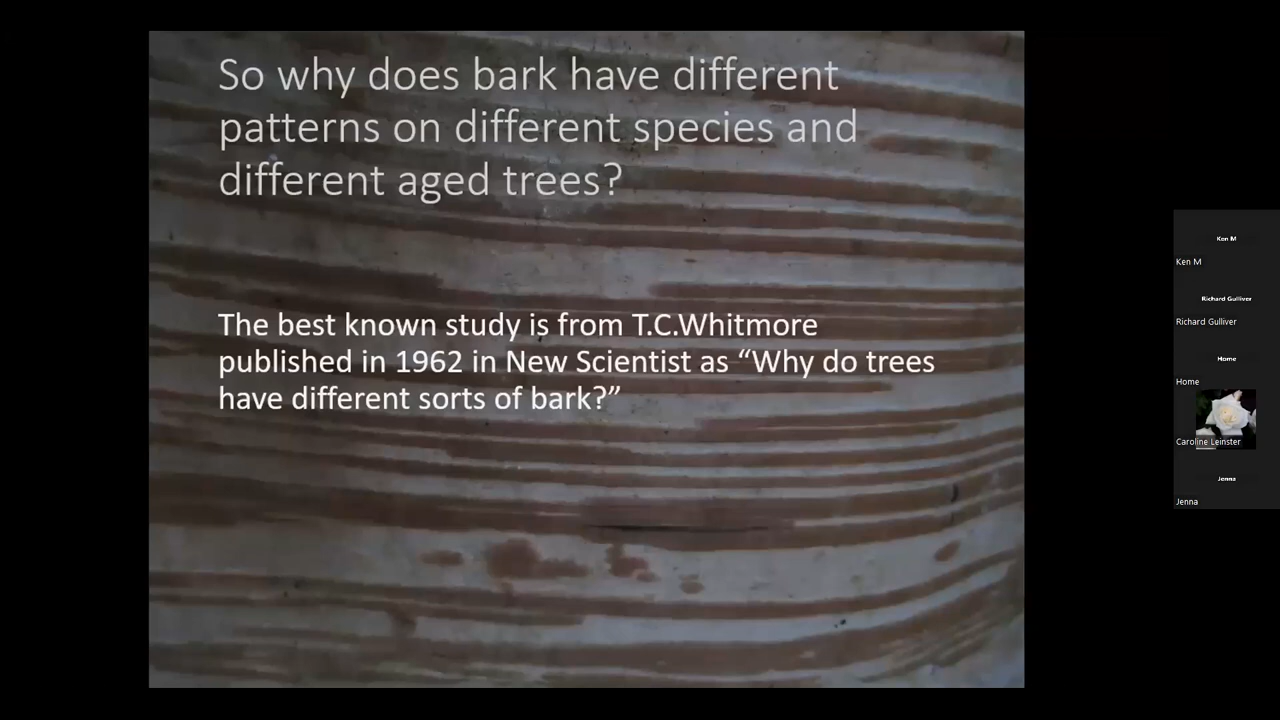 So why does bark have different
patterns on different species and
different aged trees?
The best known study is from T.C.Whitmore
published in 1962 in New Scientist as “Why do trees
have different sorts of bark?”
Ken M
Ken M
Richard Gulliver
Richard Gulliver
Home
Home
Caroline Leinster
Jenna
Jenna